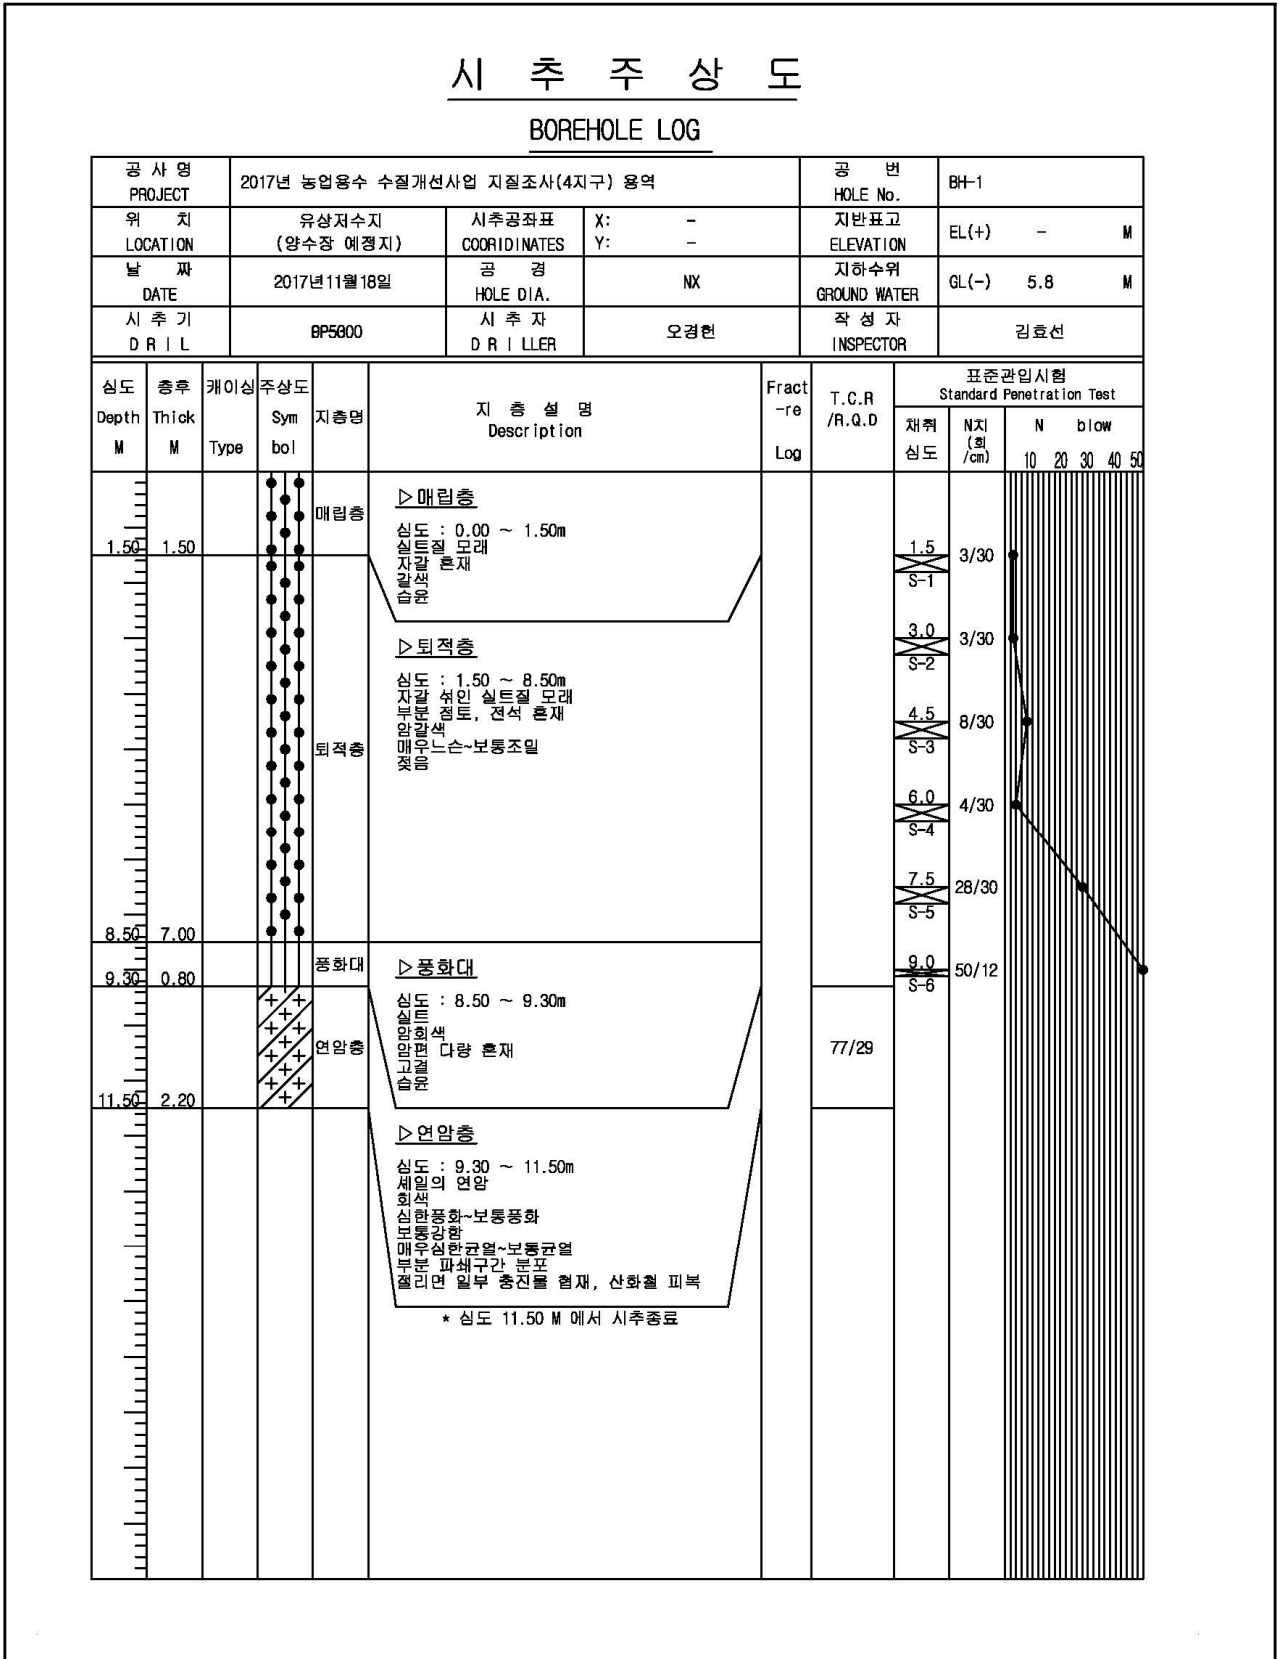 시 추 주 상 도
BOREHOLE LOG
공 사 명 2017년 농업용수 수질개선사업 지질조사(4지구) 용역 공 번 BH-1
PROJECT HOLE No.
위 치 유상저수지 시추공좌표 X: - 지반표고 EL(+) - M
LOCATION (양수장 예정지) COORIDINATES Y: - ELEVATION
날 짜 2017년11월18일 공 경 NX 지하수위 GL(-) 5.8 M
DATE HOLE DIA. GROUND WATER
시 추 기 시 추 자 오경헌 작 성 자 김효선
D R I L D R I LLER INSPECTOR
심도 층후 캐이싱 주상도 지층명 지 층 설 명 Fract T.C.R 표준관입시험
Depth Thick Sym Description -re /R.Q.D Standard Penetration Test
M M Type bol Log 채취 N치 N blow
심도 (회 /cm) 10 20 30 40 50
매립층
▷매립층
심도 : 0.00 ~ 1.50m
실트질 모래
자갈 혼재
갈색
습윤
1.50 1.50
1.5 3/30
S-1
퇴적층
▷퇴적층
심도 : 1.50 ~ 8.50m
자갈 섞인 실트질 모래
부분 점토, 전석 혼재
암갈색
매우느슨~보통조밀
젖음
3.0 3/30
S-2
4.5 8/30
S-3
6.0 4/30
S-4
7.5 28/30
S-5
8.50 7.00
풍화대
▷풍화대
심도 : 8.50 ~ 9.30m
실트
암회색
암편 다량 혼재
고결
습윤
9.0 50/12
S-6
9.30 0.80
연암층 77/29
11.50 2.20
▷연암층
심도 : 9.30 ~ 11.50m
셰일의 연암
회색
심한풍화~보통풍화
보통강함
매우심한균열~보통균열
부분 파쇄구간 분포
절리면 일부 충진물 협재, 산화철 피복
* 심도 11.50 M 에서 시추종료